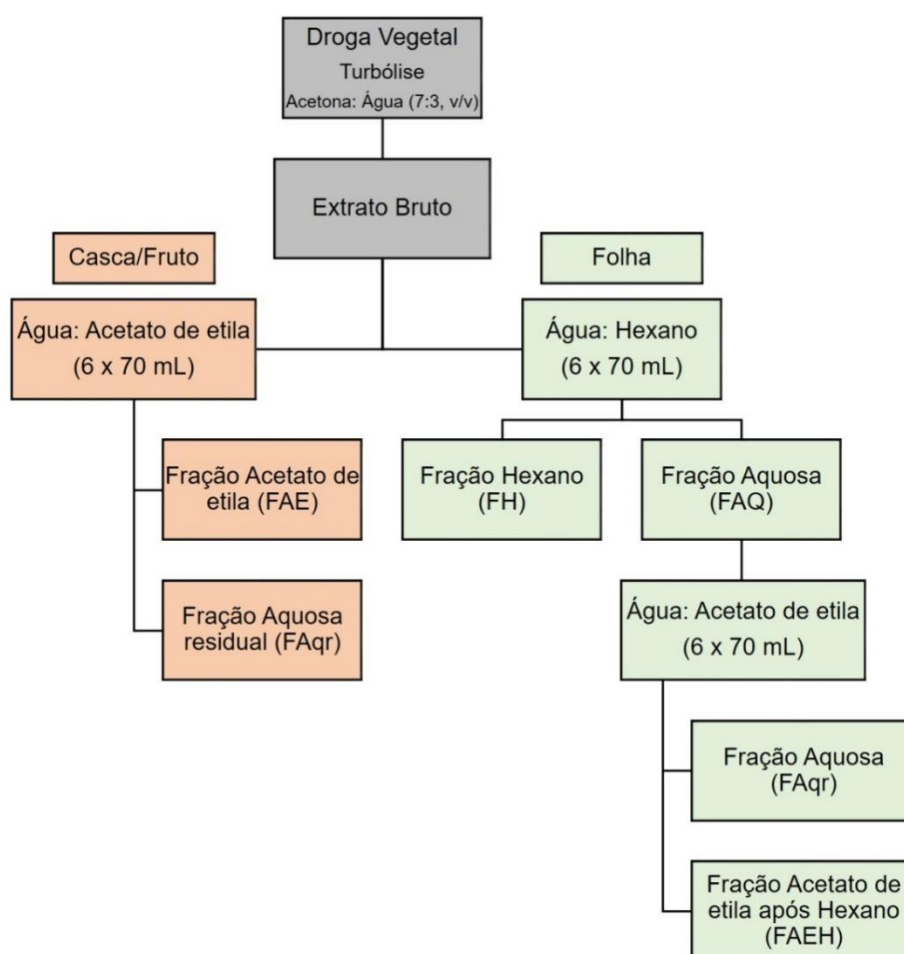 Droga Vegetal
Turbólise
Acetona: Água (7:3, v/v)
Extrato Bruto
Casca/Fruto
Folha
Água: Acetato de etila
(6 x 70 mL)
Água: Hexano
(6 x 70 mL)
Fração Acetato de
etila (FAE)
Fração Hexano
(FH)
Fração Aquosa
(FAQ)
Fração Aquosa
residual (FAqr)
Água: Acetato de etila
(6 x 70 mL)
Fração Aquosa
(FAqr)
Fração Acetato de
etila após Hexano
(FAEH)